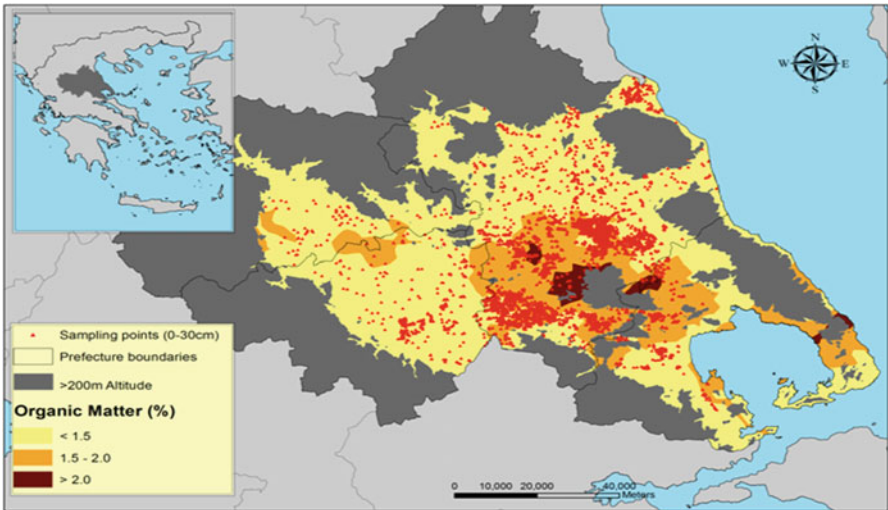 N
W E
S
Sampling points (0-30cm)
Prefecture boundaries
>200m Altitude
Organic Matter (%)
< 1.5
1.5 - 2.0
> 2.0
0 10,000 20,000 40,000
Meters